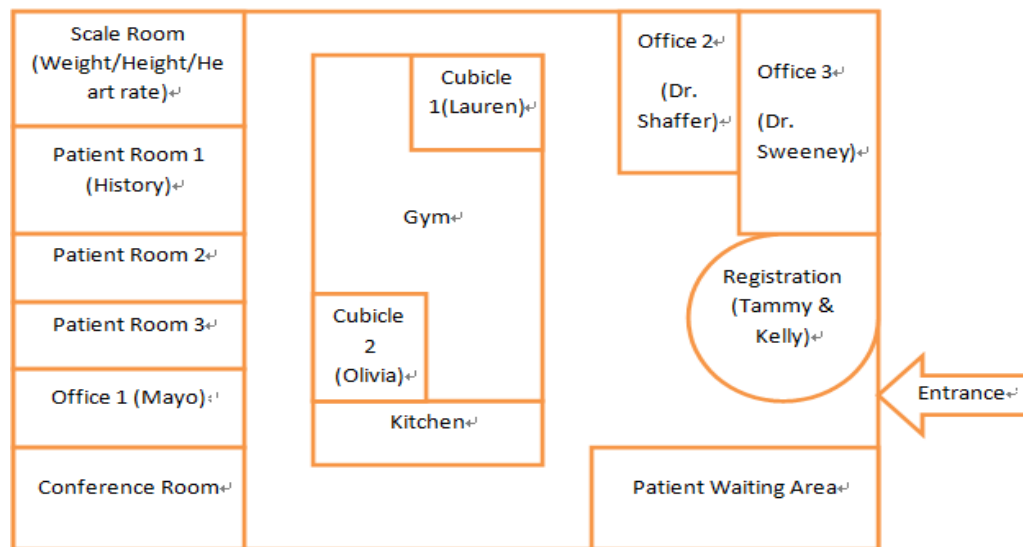 Scale Room
(Weight/Height/He
art rate)↵
Patient Room 1
(History)↵
Patient Room 2↵
Patient Room 3↵
Office 1 (Mayo)↵
Conference Room↵
Cubicle
1(Lauren)↵
Gym↵
Cubicle
2
(Olivia)↵
Kitchen↵
Office 2↵
(Dr.
Shaffer)↵
Office 3↵
(Dr.
Sweeney)↵
Registration
(Tammy &
Kelly)↵
Entrance↵
Patient Waiting Area↵